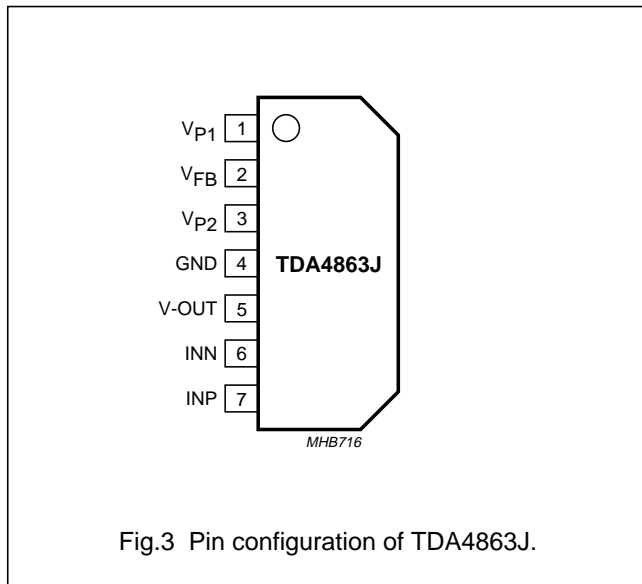 VP1 1
VFB 2
VP2 3
GND 4 TDA4863J
V-OUT 5
INN 6
INP 7
MHB716
Fig.3 Pin configuration of TDA4863J.